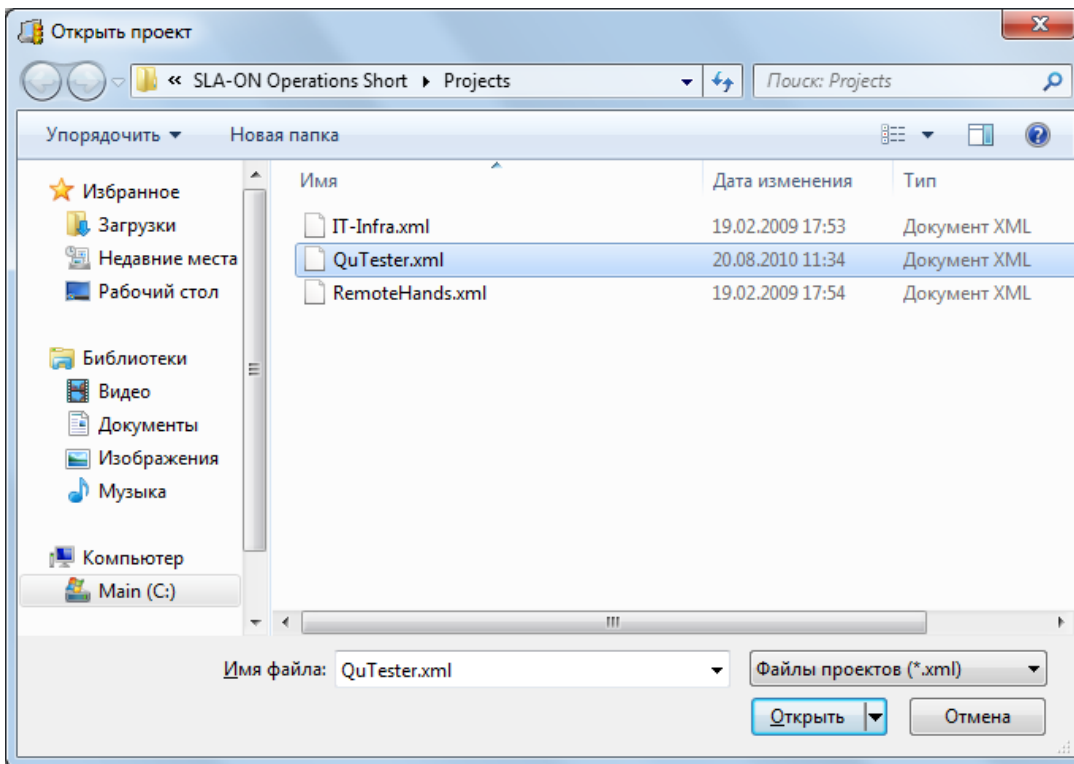 Открыть проект
« SLA-ON Operations Short Projects
Поиск: Projects
Упорядочить
Новая папка
Имя Дата изменения Тип
Избранное
Загрузки
Недавние места
Рабочий стол
Библиотеки
Видео
Документы
Изображения
Музыка
Компьютер
Main (C:)
IT-Infra.xml 19.02.2009 17:53 Документ XML
QuTester.xml 20.08.2010 11:34 Документ XML
RemoteHands.xml 19.02.2009 17:54 Документ XML
Имя файла: QuTester.xml Файлы проектов (*.xml)
Открыть Отмена